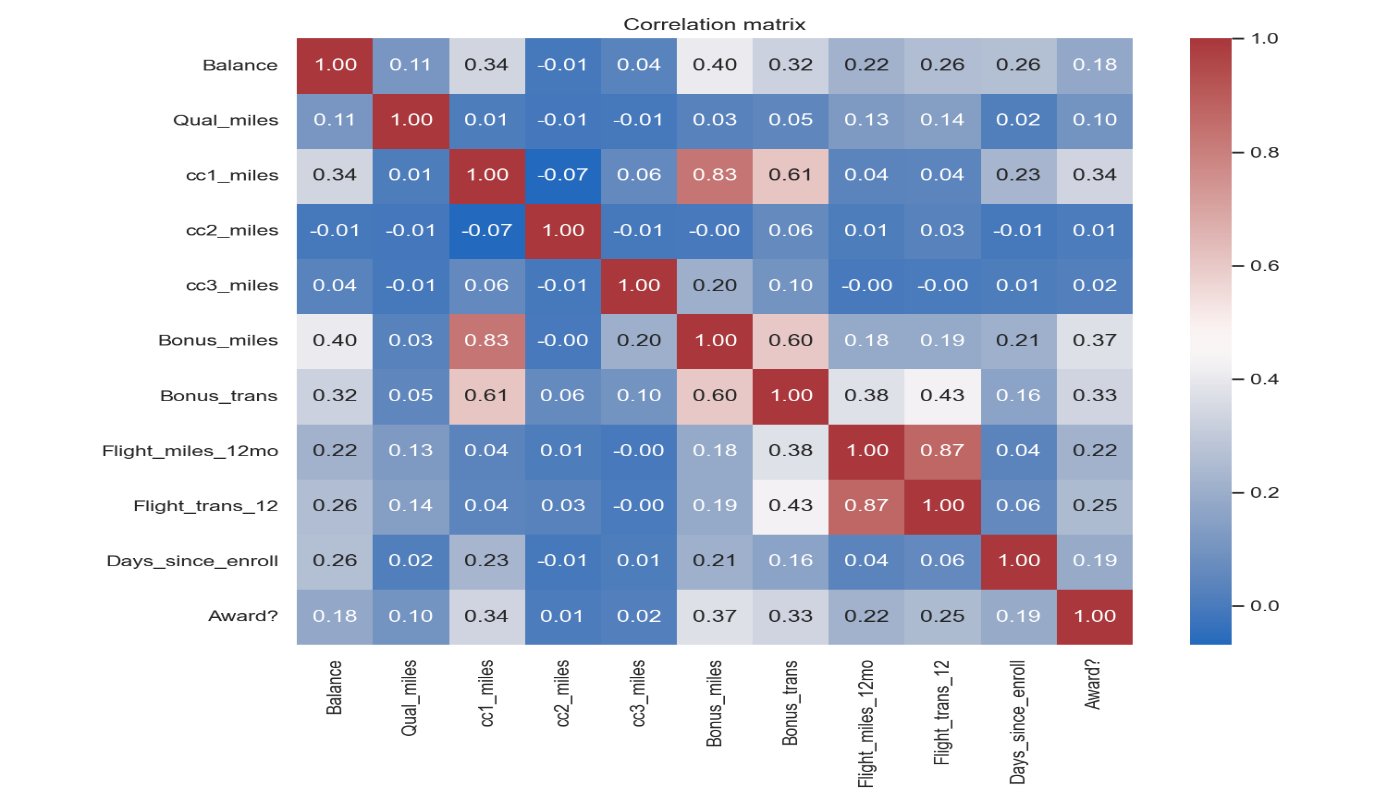 Correlation matrix
Balance 1.00 0.11 0.34 -0.01 0.04 0.40 0.32 0.22 0.26 0.26 0.18
Qual_miles 0.11 1.00 0.01 -0.01 -0.01 0.03 0.05 0.13 0.14 0.02 0.10
cc1_miles 0.34 0.01 1.00 -0.07 0.06 0.83 0.61 0.04 0.04 0.23 0.34
cc2_miles -0.01 -0.01 -0.07 1.00 -0.01 -0.00 0.06 0.01 0.03 -0.01 0.01
cc3_miles 0.04 -0.01 0.06 -0.01 1.00 0.20 0.10 -0.00 -0.00 0.01 0.02
Bonus_miles 0.40 0.03 0.83 -0.00 0.20 1.00 0.60 0.18 0.19 0.21 0.37
Bonus_trans 0.32 0.05 0.61 0.06 0.10 0.60 1.00 0.38 0.43 0.16 0.33
Flight_miles_12mo 0.22 0.13 0.04 0.01 -0.00 0.18 0.38 1.00 0.87 0.04 0.22
Flight_trans_12 0.26 0.14 0.04 0.03 -0.00 0.19 0.43 0.87 1.00 0.06 0.25
Days_since_enroll 0.26 0.02 0.23 -0.01 0.01 0.21 0.16 0.04 0.06 1.00 0.19
Award? 0.18 0.10 0.34 0.01 0.02 0.37 0.33 0.22 0.25 0.19 1.00
Balance
Qual_miles
cc1_miles
cc2_miles
cc3_miles
Bonus_miles
Bonus_trans
Flight_miles_12mo
Flight_trans_12
Days_since_enroll
Award?
1.0
0.8
0.6
0.4
0.2
0.0